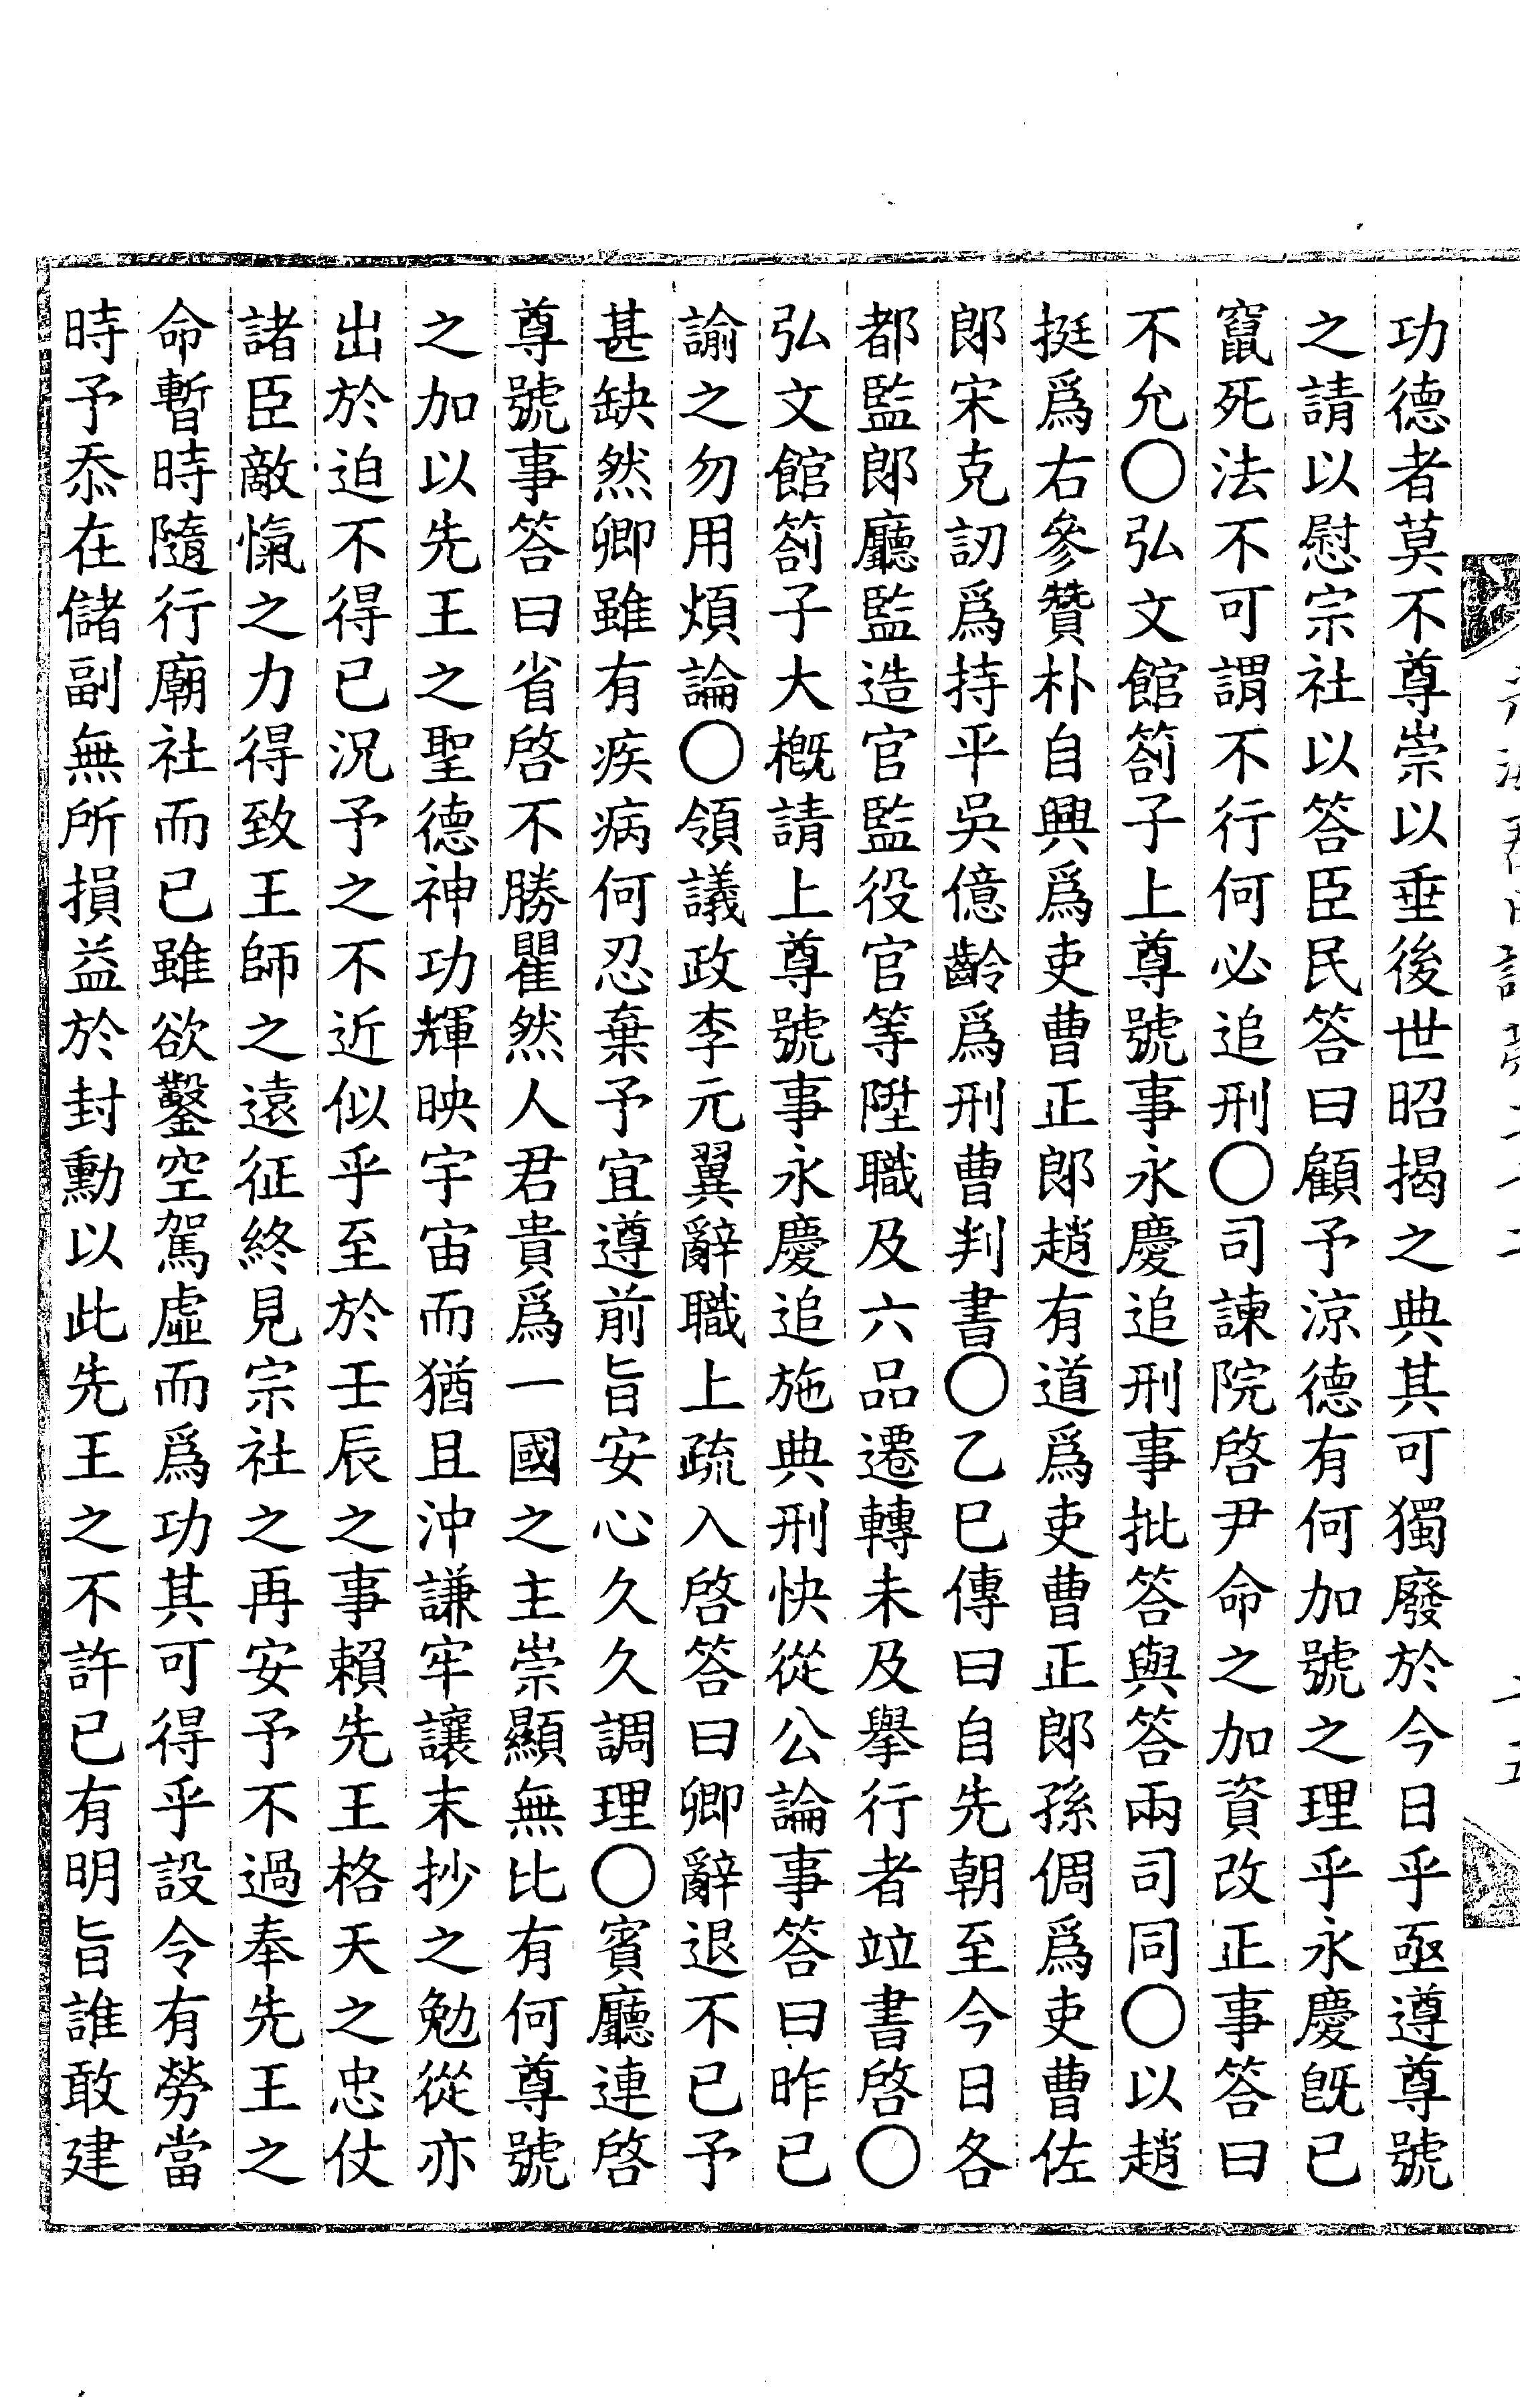 功德者莫不尊崇以垂後世昭揭之典其可獨廢於今日乎亟遵尊號
之請以慰宗社以答臣民答曰顧予涼德有何加號之理乎永慶旣已
竄死法不可謂不行何必追刑○司諫院啓尹命之加資改正事答曰
不允○弘文館箚子上尊號事永慶追刑事批答與答兩司同○以趙
挺爲右參贊朴自興爲吏曹正郞趙有道爲吏曹正郞孫倜爲吏曹佐
郞宋克訒爲持平吳億齡爲刑曹判書○乙巳傳曰自先朝至今日各
都監郞廳監造官監役官等陞職及六品遷轉未及擧行者竝書啓○
弘文館箚子大槪請上尊號事永慶追施典刑快從公論事答曰昨已
諭之勿用煩論○領議政李元翼辭職上疏入啓答曰卿辭退不已予
甚缺然卿雖有疾病何忍棄予宜遵前旨安心久久調理○賓廳連啓
尊號事答曰省啓不勝瞿然人君貴爲一國之主崇顯無比有何尊號
之加以先王之聖德神功輝映宇宙而猶且沖謙牢讓末抄之勉從亦
出於迫不得已況予之不近似乎至於壬辰之事賴先王格天之忠仗
諸臣敵愾之力得致王師之遠征終見宗社之再安予不過奉先王之
命暫時隨行廟社而已雖欲鑿空駕虛而爲功其可得乎設令有勞當
時予忝在儲副無所損益於封勳以此先王之不許已有明旨誰敢建